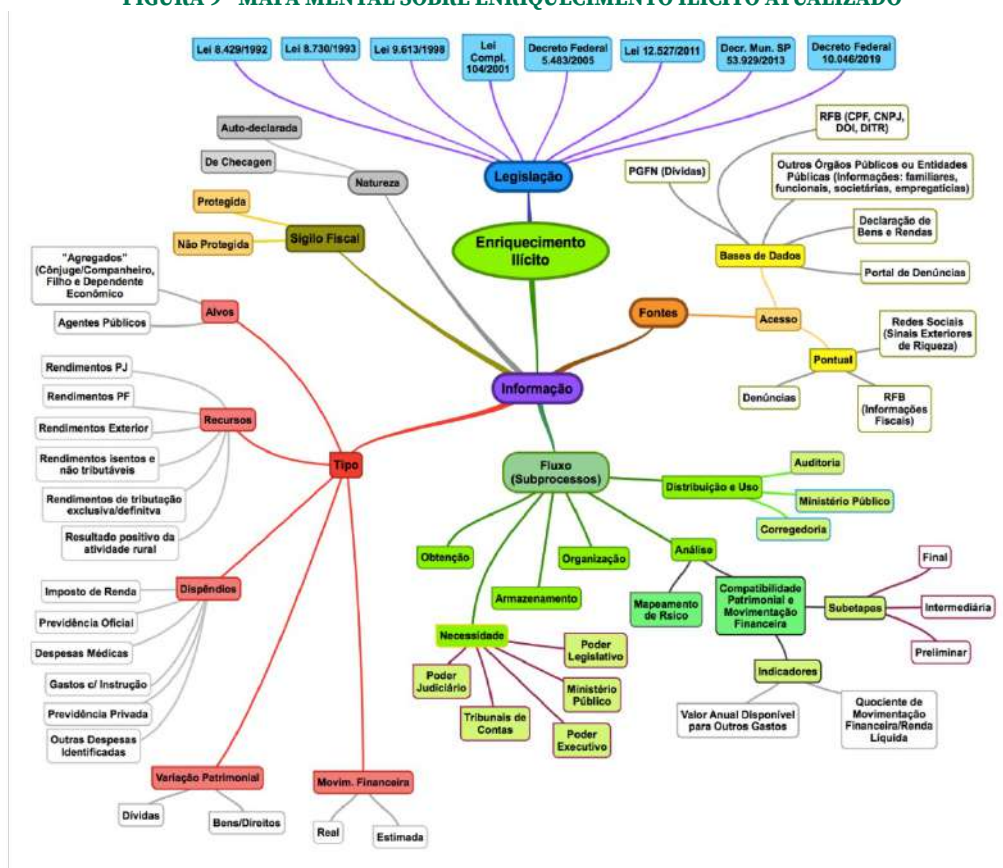 FIGURA 9 - MAPA MENTAL SOBRE ENRIQUECIMENTO ILÍCITO ATUALIZADO
Lei 8.429/1992
Lei 8.730/1993
Lei 9.613/1998
Lei
Compl.
104/2001
Decreto Federal
5.483/2005
Lei 12.527/2011
Decr. Mun. SP
53.929/2013
Decreto Federal
10.046/2019
Legislação
Enriquecimento
Ilícito
Informação
Auto-declarada
De Checagen
Natureza
Protegida
Não Protegida
Sigilo Fiscal
Fontes
Acesso
Bases de Dados
PGFN (Dívidas)
RFB (CPF, CNPJ,
DOI, DITR)
Outros Órgãos Públicos ou Entidades
Públicas (Informações: familiares,
funcionais, societárias, empregatícias)
Declaração de
Bens e Rendas
Portal de Denúncias
Pontual
Redes Sociais
(Sinais Exteriores
de Riqueza)
Denúncias
RFB
(Informações
Fiscais)
Tipo
Alvos
"Agregados"
(Cônjuge/Companheiro,
Filho e Dependente
Econômico
Agentes Públicos
Recursos
Rendimentos PJ
Rendimentos PF
Rendimentos Exterior
Rendimentos isentos e
não tributáveis
Rendimentos de tributação
exclusiva/definitva
Resultado positivo da
atividade rural
Dispêndios
Imposto de Renda
Previdência Oficial
Despesas Médicas
Gastos c/ Instrução
Previdência Privada
Outras Despesas
Identificadas
Variação Patrimonial
Dívidas
Bens/Direitos
Movim. Financeira
Real
Estimada
Fluxo
(Subprocessos)
Distribuição e Uso
Auditoria
Ministério Público
Corregedoria
Obtenção
Organização
Armazenamento
Necessidade
Poder
Judiciário
Tribunais de
Contas
Poder
Executivo
Ministério
Público
Poder
Legislativo
Análise
Mapeamento
de Rsico
Compatibilidade
Patrimonial e
Movimentação
Financeira
Subetapas
Final
Intermediária
Preliminar
Indicadores
Valor Anual Disponível
para Outros Gastos
Quociente de
Movimentação
Financeira/Renda
Líquida